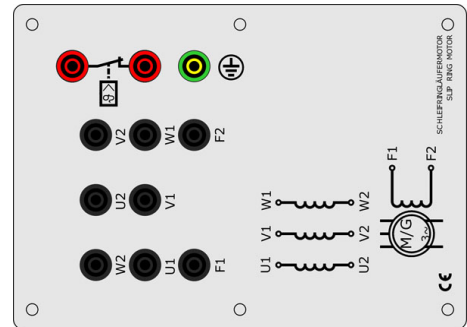 SCHLEIFRINGLÄUFERMOTOR
SLIP RING MOTOR
ϑ>
V2
W1
F2
U2
V1
W2
U1
F1
W1
W2
V1
V2
U1
U2
F1
F2
M/G
3~
CE